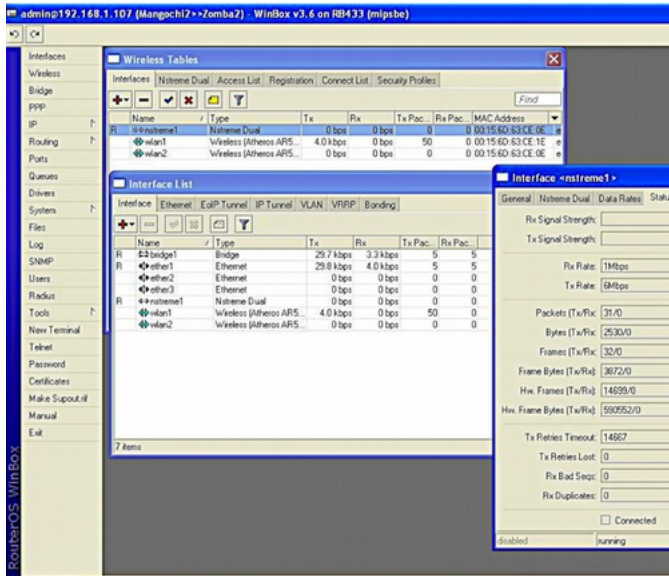 admin@192.168.1.107 (Mangochi2>>Zomba2) - WinBox v3.6 on RB433 (mipsbe)
Interfaces
Wireless
Bridge
PPP
IP
Routing
Ports
Queues
Drivers
System
Files
Log
SNMP
Users
Radius
Tools
New Terminal
Telnet
Password
Certificates
Make Supout.rif
Manual
Exit
RouterOS WinBox
Wireless Tables
Interfaces Nstreme Dual Access List Registration Connect List Security Profiles
Find
Name / Type Tx Rx Tx Pac... Rx Pac... MAC Address
R nstreme1 Nstreme Dual 0 bps 0 bps 0 0 00:15:6D:63:CE:0E e
wlan1 Wireless (Atheros AR5... 4.0 kbps 0 bps 50 0 00:15:6D:63:CE:1E e
wlan2 Wireless (Atheros AR5... 0 bps 0 bps 0 0 00:15:6D:63:CE:0E e
Interface List
Interface Ethernet EoIP Tunnel IP Tunnel VLAN VRRP Bonding
Name / Type Tx Rx Tx Pac... Rx Pac...
R bridge1 Bridge 29.7 kbps 3.3 kbps 5 5
R ether1 Ethernet 29.8 kbps 4.0 kbps 5 5
ether2 Ethernet 0 bps 0 bps 0 0
ether3 Ethernet 0 bps 0 bps 0 0
R nstreme1 Nstreme Dual 0 bps 0 bps 0 0
wlan1 Wireless (Atheros AR5... 4.0 kbps 0 bps 50 0
wlan2 Wireless (Atheros AR5... 0 bps 0 bps 0 0
7 items
Interface <nstreme1>
General Nstreme Dual Data Rates Statu
Rx Signal Strength:
Tx Signal Strength:
Rx Rate: 1Mbps
Tx Rate: 6Mbps
Packets (Tx/Rx: 31/0
Bytes (Tx/Rx: 2530/0
Frames (Tx/Rx: 32/0
Frame Bytes (Tx/Rx): 3872/0
Hw. Frames (Tx/Rx): 14699/0
Hw. Frame Bytes (Tx/Rx): 590552/0
Tx Retries Timeout: 14667
Tx Retries Lost: 0
Rx Bad Seqs: 0
Rx Duplicates: 0
Connected
disabled running